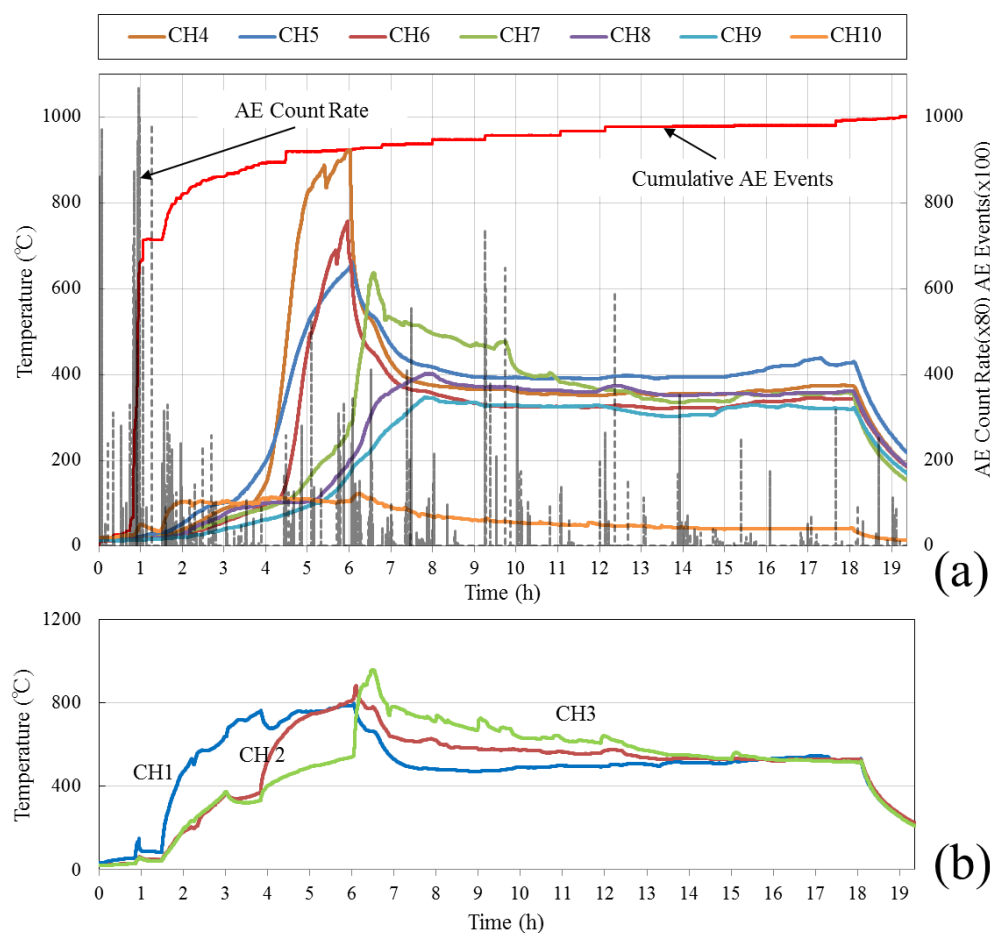 CH4 CH5 CH6 CH7 CH8 CH9 CH10
AE Count Rate
Cumulative AE Events
Temperature (℃)
1000
800
600
400
200
0
AE Count Rate(x80) AE Events(x100)
1000
800
600
400
200
0
0 1 2 3 4 5 6 7 8 9 10 11 12 13 14 15 16 17 18 19
Time (h)
(a)
Temperature (℃)
1200
800
400
0
CH1
CH 2
CH3
0 1 2 3 4 5 6 7 8 9 10 11 12 13 14 15 16 17 18 19
Time (h)
(b)